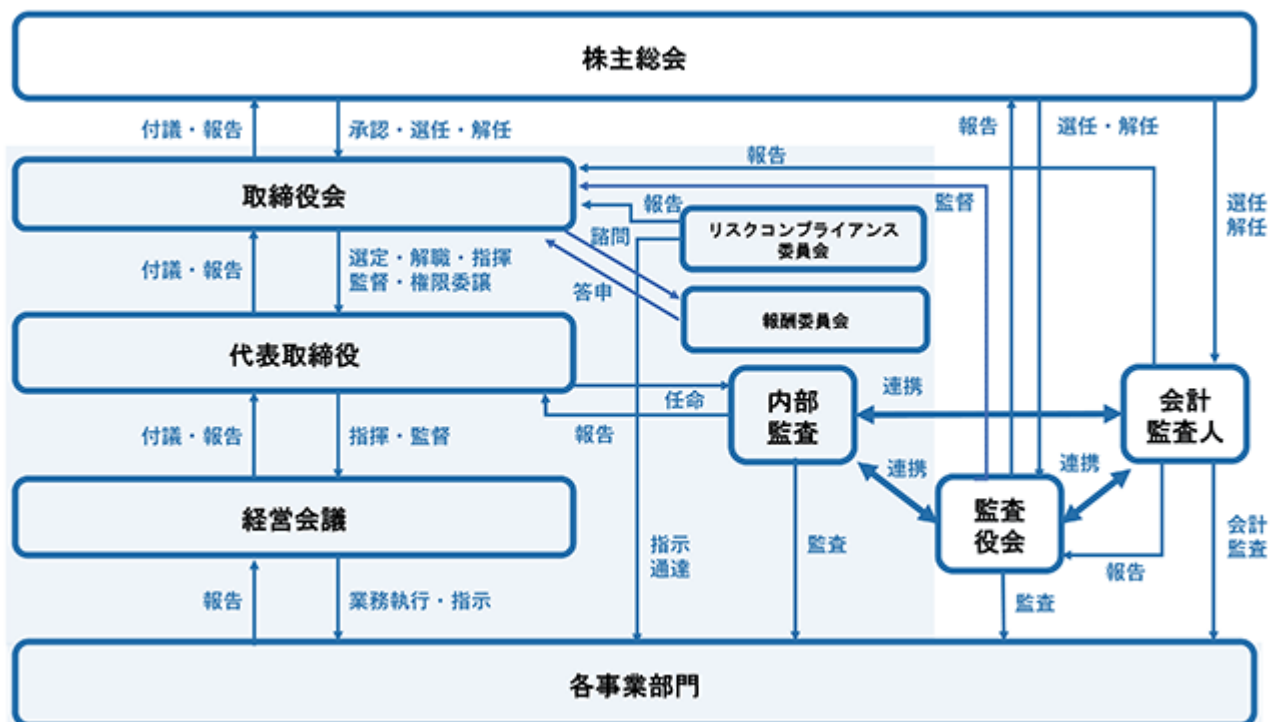 株主総会
付議・報告
承認・選任・解任
報告
選任・解任
報告
選任
解任
取締役会
監督
報告
リスクコンプライアンス
委員会
諮問
付議・報告
選定・解職・指揮
監督・権限委譲
答申
報酬委員会
代表取締役
任命
報告
内部
監査
連携
会計
監査人
付議・報告
指揮・監督
連携
連携
経営会議
監査
役会
指示
通達
監査
会計
監査
報告
報告
業務執行・指示
監査
各事業部門